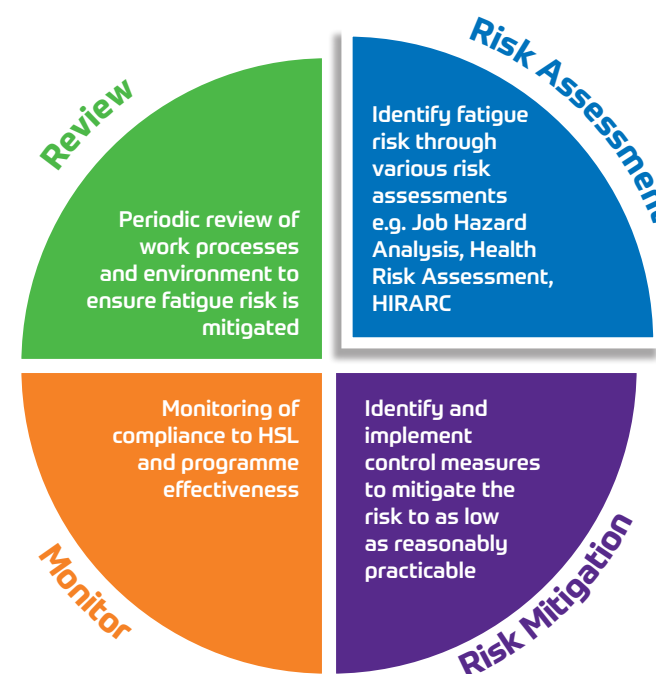 Review
Periodic review of
work processes
and environment to
ensure fatigue risk is
mitigated
Risk Assessment
Identify fatigue
risk through
various risk
assessments
e.g. Job Hazard
Analysis, Health
Risk Assessment,
HIRARC
Monitoring of
compliance to HSL
and programme
effectiveness
Monitor
Identify and
implement
control measures
to mitigate the
risk to as low
as reasonably
practicable
Risk Mitigation